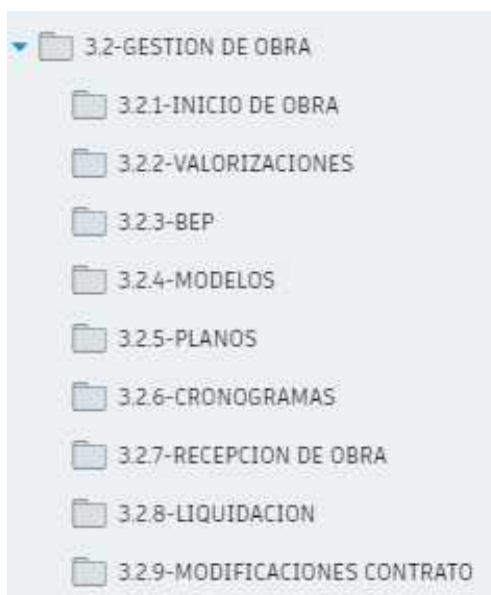 3.2-GESTION DE OBRA
3.2.1-INICIO DE OBRA
3.2.2-VALORIZACIONES
3.2.3-BEP
3.2.4-MODELOS
3.2.5-PLANOS
3.2.6-CRONOGRAMAS
3.2.7-RECEPCION DE OBRA
3.2.8-LIQUIDACION
3.2.9-MODIFICACIONES CONTRATO